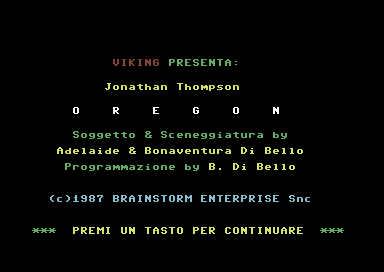 VIKING PRESENTA:
Jonathan Thompson
O R E G O N
Soggetto & Sceneggiatura by
Adelaide & Bonaventura Di Bello
Programmazione by B. Di Bello
(c)1987 BRAINSTORM ENTERPRISE Snc
*** PREMI UN TASTO PER CONTINUARE ***